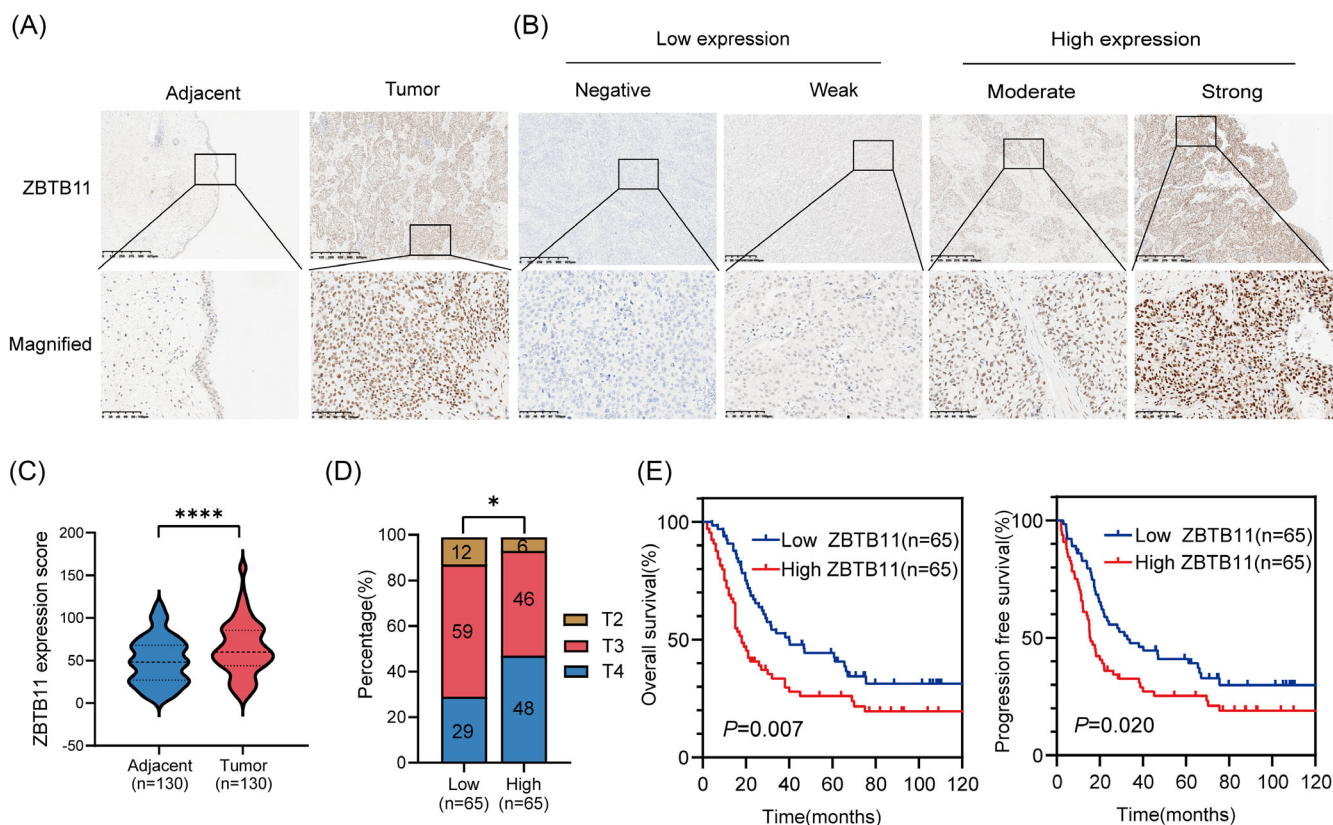 (A)
(B)
Low expression
High expression
Adjacent
Tumor
Negative
Weak
Moderate
Strong
ZBTB11
Magnified
(C)
ZBTB11 expression score
200
150
100
50
0
-50
****
Adjacent
(n=130)
Tumor
(n=130)
(D)
Percentage(%)
100
80
60
40
20
0
*
12
59
29
6
46
48
Low
(n=65)
High
(n=65)
T2
T3
T4
(E)
Overall survival(%)
100
50
0
Low ZBTB11(n=65)
High ZBTB11(n=65)
P=0.007
0 20 40 60 80 100 120
Time(months)
Progression free survival(%)
100
50
0
Low ZBTB11(n=65)
High ZBTB11(n=65)
P=0.020
0 20 40 60 80 100 120
Time(months)